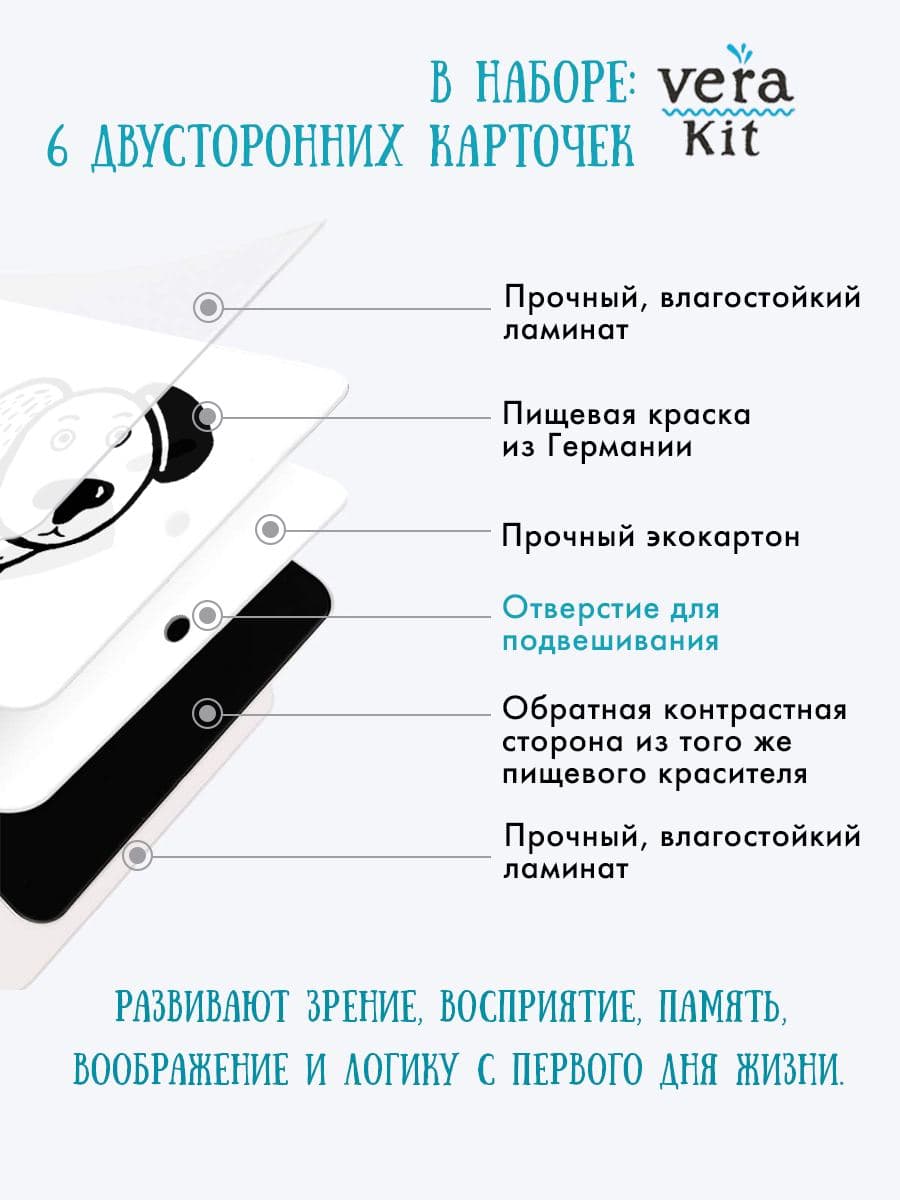 В НАБОРЕ:
6 ДВУСТОРОННИХ КАРТОЧЕК
vera
Kit
Прочный, влагостойкий
ламинат
Пищевая краска
из Германии
Прочный экокартон
Отверстие для
подвешивания
Обратная контрастная
сторона из того же
пищевого красителя
Прочный, влагостойкий
ламинат
РАЗВИВАЮТ ЗРЕНИЕ, ВОСПРИЯТИЕ, ПАМЯТЬ,
ВООБРАЖЕНИЕ И ЛОГИКУ С ПЕРВОГО ДНЯ ЖИЗНИ.